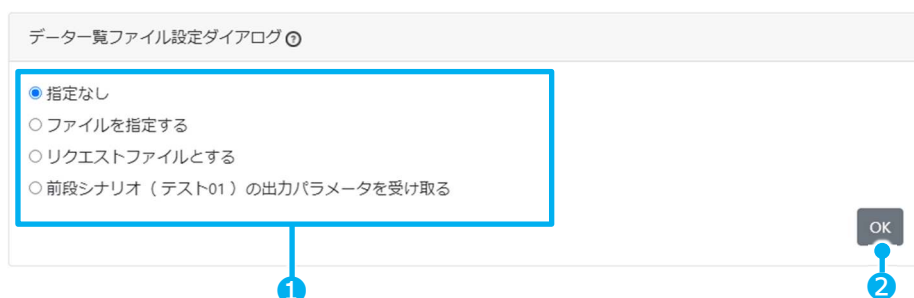 データ一覧ファイル設定ダイアログ ?
指定なし
ファイルを指定する
リクエストファイルとする
前段シナリオ ( テスト01 ) の出力パラメータを受け取る
OK
1
2